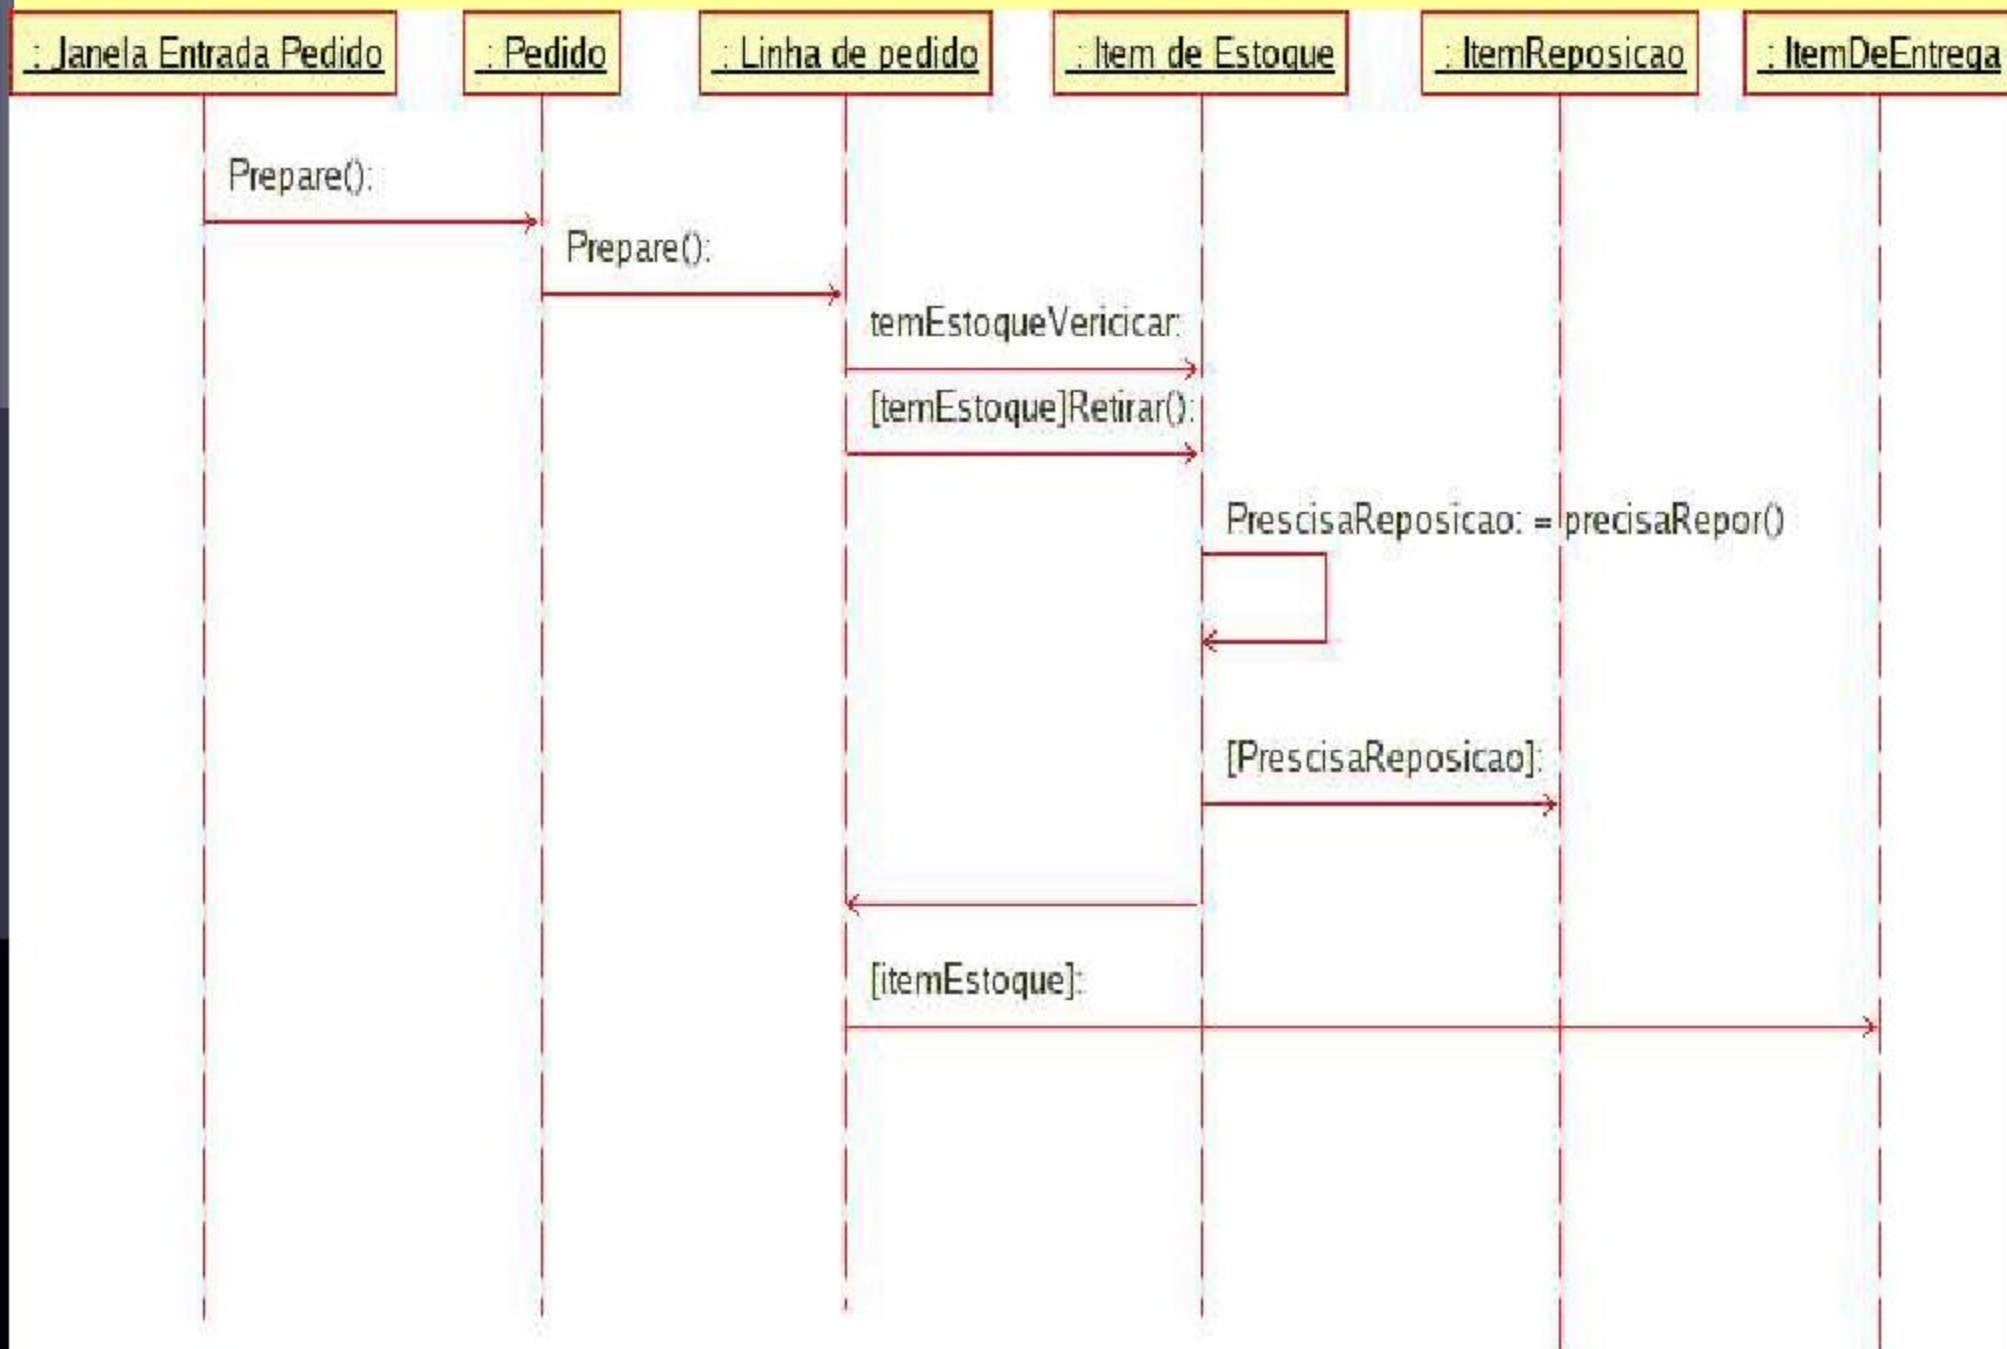 : Janela Entrada Pedido
: Pedido
: Linha de pedido
: Item de Estoque
: ItemReposicao
: ItemDeEntrega
Prepare():
Prepare():
temEstoqueVericicar:
[temEstoque]Retirar():
PrescisaReposicao: = precisaRepor()
[PrescisaReposicao]:
[itemEstoque]: